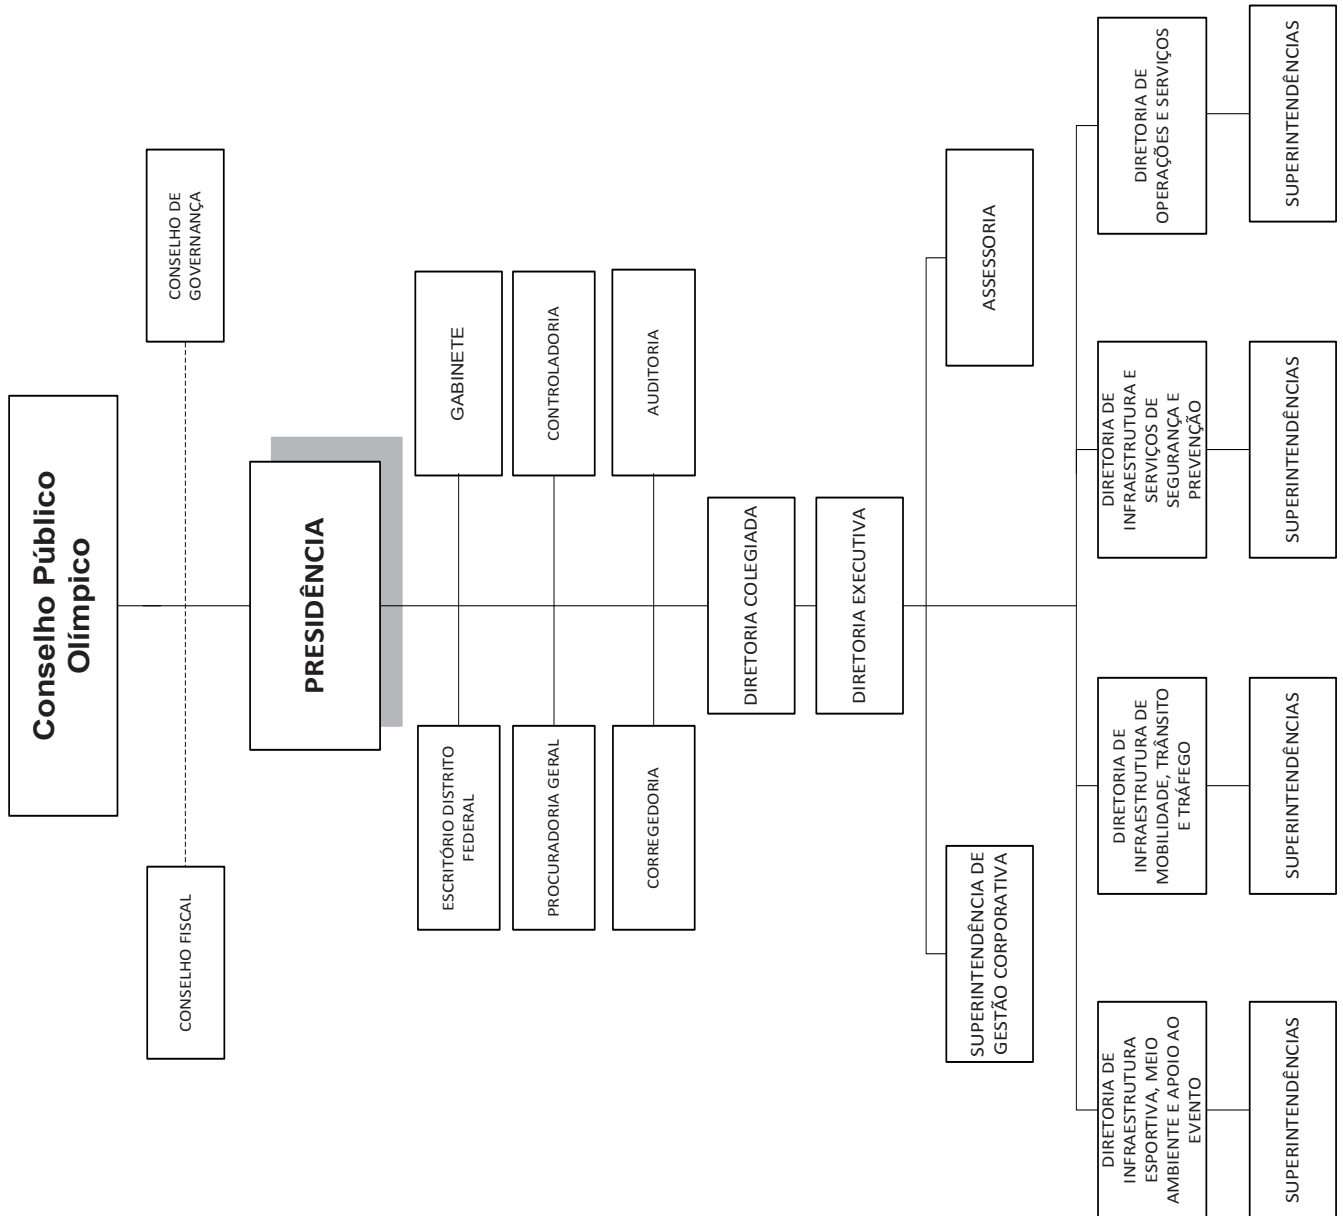 Conselho Público
Olímpico
CONSELHO FISCAL
CONSELHO DE
GOVERNANÇA
PRESIDÊNCIA
ESCRITÓRIO DISTRITO
FEDERAL
GABINETE
PROCURADORIA GERAL
CONTROLADORIA
CORREGEDORIA
AUDITORIA
DIRETORIA COLEGIADA
DIRETORIA EXECUTIVA
SUPERINTENDÊNCIA DE
GESTÃO CORPORATIVA
ASSESSORIA
DIRETORIA DE
INFRAESTRUTURA
ESPORTIVA, MEIO
AMBIENTE E APOIO AO
EVENTO
DIRETORIA DE
INFRAESTRUTURA DE
MOBILIDADE, TRÂNSITO
E TRÁFEGO
DIRETORIA DE
INFRAESTRUTURA E
SERVIÇOS DE
SEGURANÇA E
PREVENÇÃO
DIRETORIA DE
OPERAÇÕES E SERVIÇOS
SUPERINTENDÊNCIAS
SUPERINTENDÊNCIAS
SUPERINTENDÊNCIAS
SUPERINTENDÊNCIAS